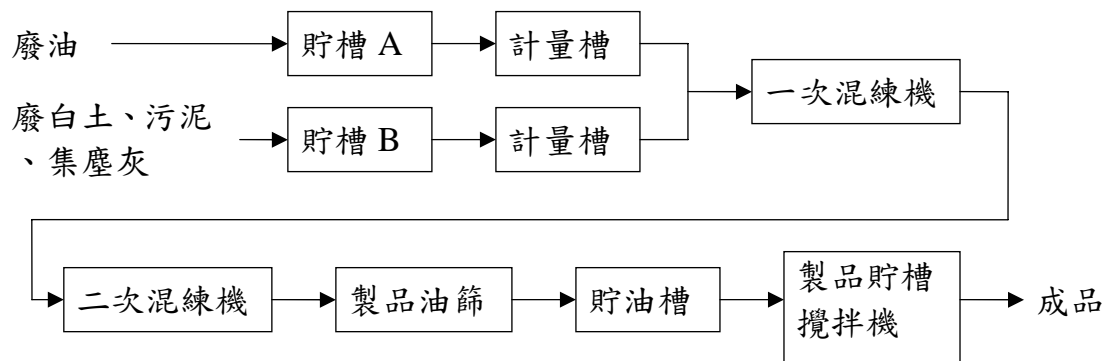 廢油
貯槽 A
計量槽
一次混練機
廢白土、污泥
、集塵灰
貯槽 B
計量槽
二次混練機
製品油篩
貯油槽
製品貯槽
攪拌機
成品